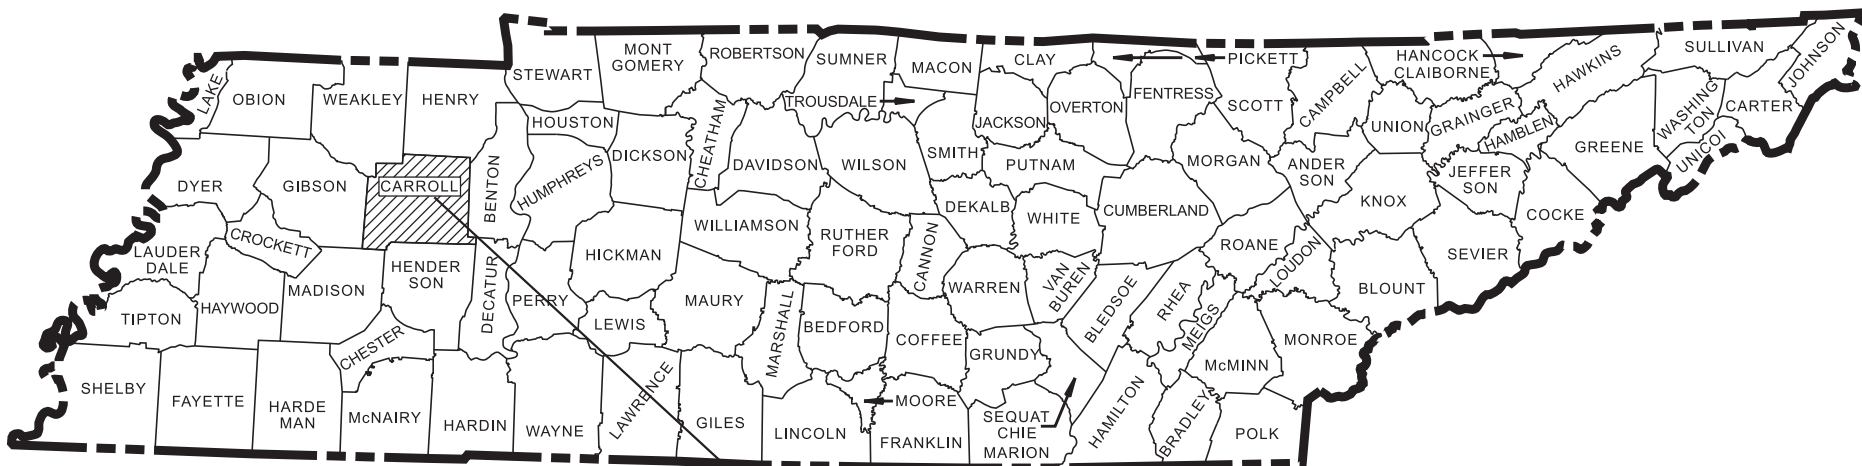 LAKE
OBION
WEAKLEY
HENRY
STEWART
MONT
GOMERY
ROBERTSON
SUMNER
MACON
CLAY
PICKETT
HANCOCK
CLAIBORNE
HAWKINS
SULLIVAN
JOHNSON
TROUSDALE
JACKSON
OVERTON
FENTRESS
SCOTT
CAMPBELL
UNION
GRAINGER
HAMBLEN
GREENE
WASHING
TON
UNICOI
CARTER
HOUSTON
DICKSON
CHEATHAM
DAVIDSON
WILSON
SMITH
PUTNAM
MORGAN
ANDER
SON
KNOX
JEFFER
SON
COCKE
DYER
GIBSON
CARROLL
BENTON
HUMPHREYS
WILLIAMSON
RUTHER
FORD
CANNON
DEKALB
WHITE
CUMBERLAND
ROANE
LOUDON
BLOUNT
SEVIER
LAUDER
DALE
CROCKETT
HAYWOOD
MADISON
HENDER
SON
DECATUR
PERRY
HICKMAN
LEWIS
MAURY
MARSHALL
BEDFORD
COFFEE
WARREN
VAN
BUREN
BLEDSOE
RHEA
MEIGS
McMINN
MONROE
TIPTON
SHELBY
FAYETTE
HARDE
MAN
CHESTER
McNAIRY
HARDIN
WAYNE
LAWRENCE
GILES
LINCOLN
MOORE
FRANKLIN
GRUNDY
SEQUAT
CHIE
MARION
HAMILTON
BRADLEY
POLK